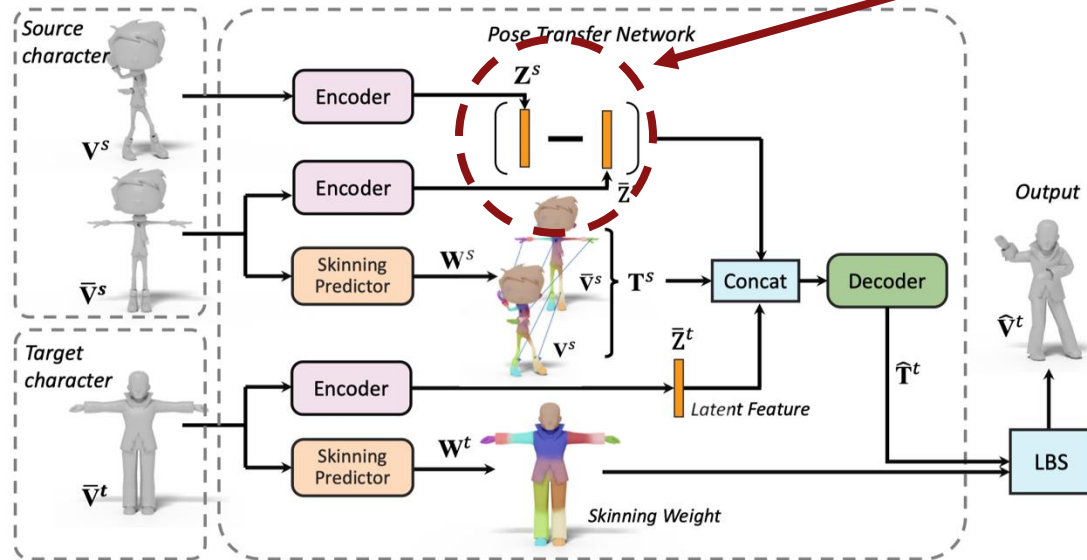 Source
character
Pose Transfer Network
Zˢ
Encoder
Vˢ
Encoder
Z̄
Output
Skinning
Predictor
Wˢ
V̄ˢ
Tˢ
Concat
Decoder
V̄ˢ
Vˢ
V̂ᵗ
Target
character
Z̄ᵗ
Encoder
T̂ᵗ
Latent Feature
Skinning
Predictor
Wᵗ
LBS
V̄ᵗ
Skinning Weight